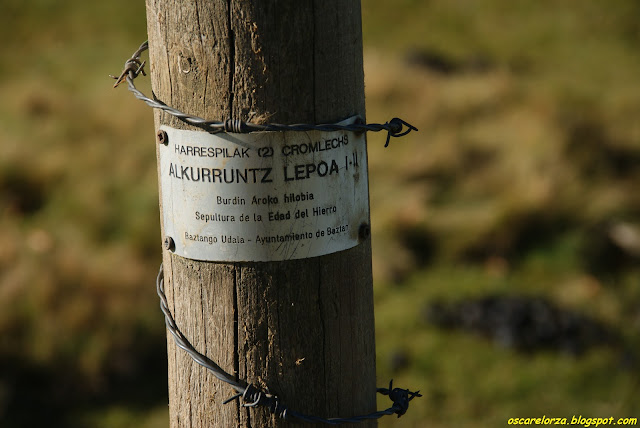 HARRESPILAK (2) CROMLECHS
ALKURRUNTZ LEPOA I-II
Burdin Aroko hilobia
Sepultura de la Edad del Hierro
Baztango Udala - Ayuntamiento de Baztan
oscarelorza.blogspot.com